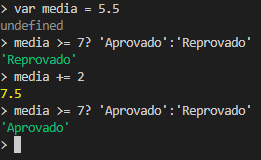 > var media = 5.5
undefined
> media >= 7? 'Aprovado':'Reprovado'
'Reprovado'
> media += 2
7.5
> media >= 7? 'Aprovado':'Reprovado'
'Aprovado'
>